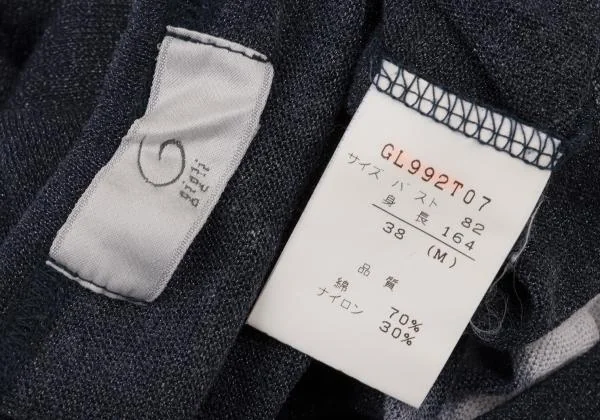 G
gigli
GL992T07
サイズ バスト 82
身長 164
38 (M)
品質
綿 70%
ナイロン 30%